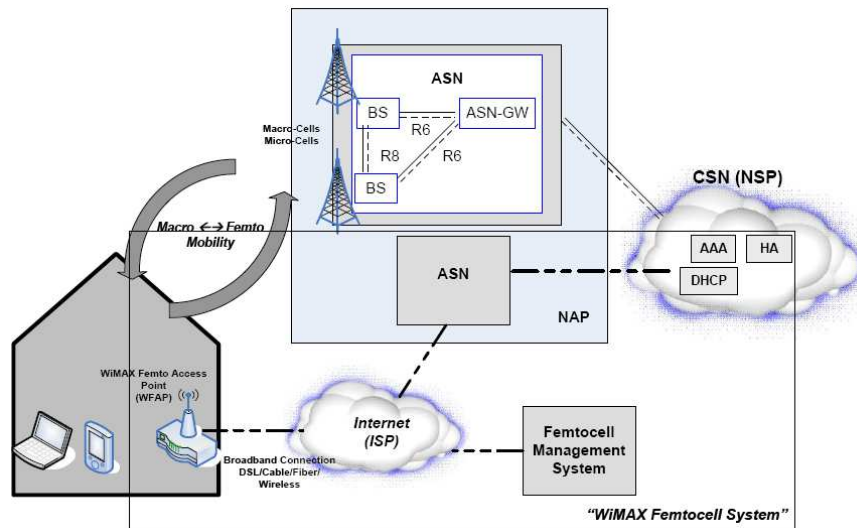 ASN
BS
ASN-GW
R6
Macro-Cells
Micro-Cells
R8
R6
BS
CSN (NSP)
AAA
HA
DHCP
Macro ←→ Femto
Mobility
ASN
NAP
WiMAX Femto Access
Point
(WFAP)
Internet
(ISP)
Broadband Connection
DSL/Cable/Fiber/
Wireless
Femtocell
Management
System
“WiMAX Femtocell System”